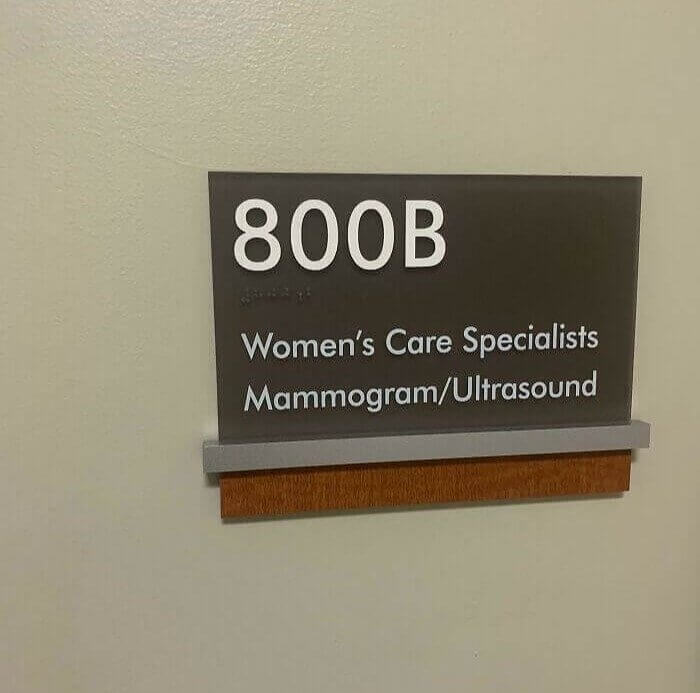 800B
Women's Care Specialists
Mammogram/Ultrasound